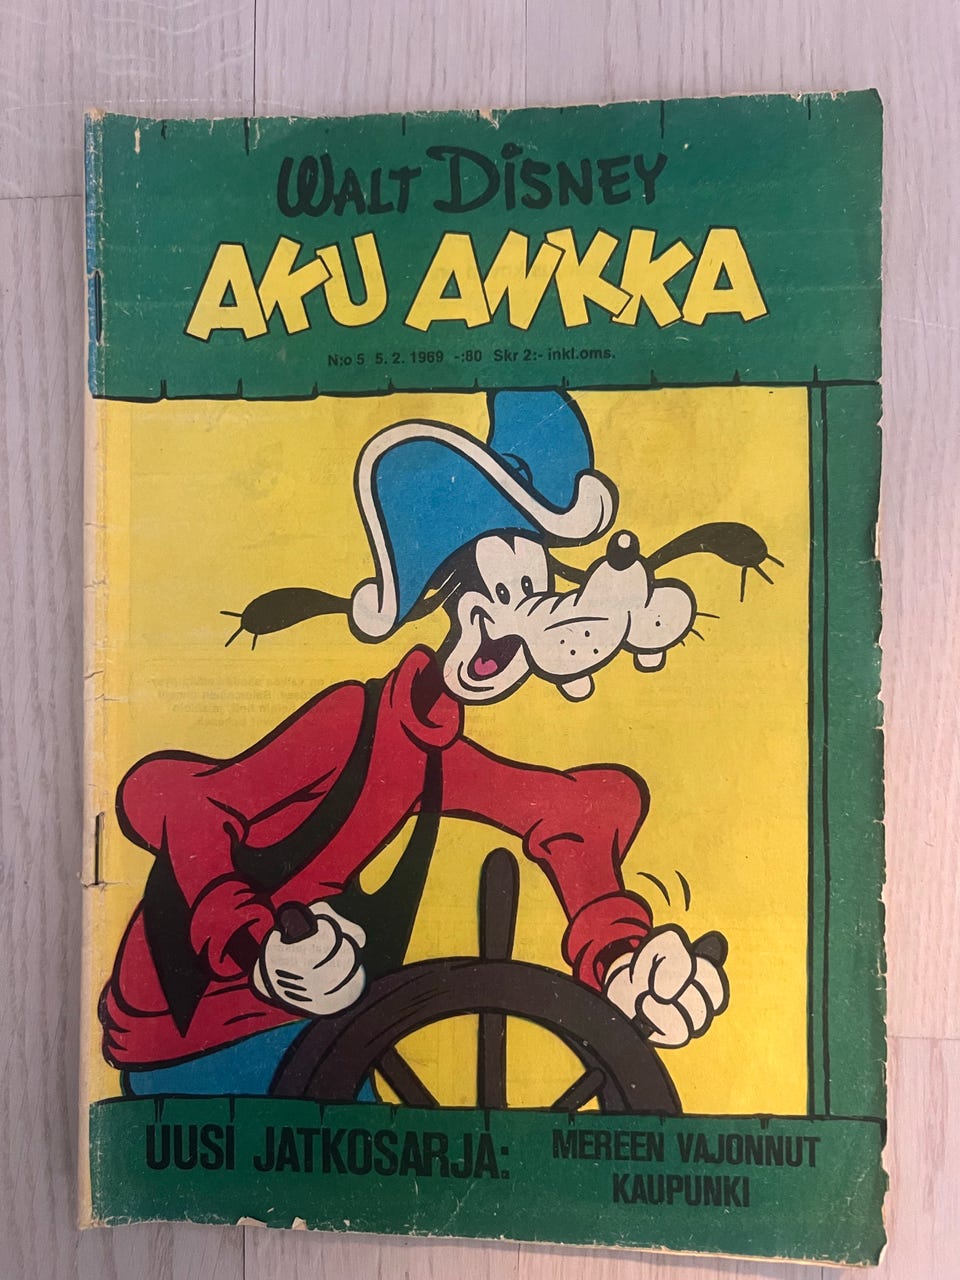 WALT DISNEY
AKU ANKKA
N:o 5 5. 2. 1969 -:80 Skr 2:- inkl.oms.
UUSI JATKOSARJA: MEREEN VAJONNUT
KAUPUNKI